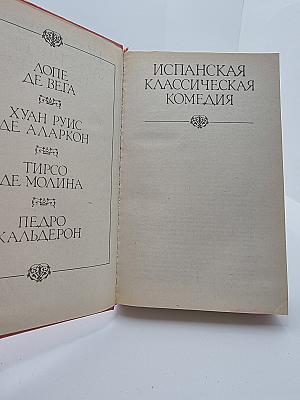 ЛОПЕ
ДЕ ВЕГА
ХУАН РУИС
ДЕ АЛАРКОН
ТИРСО
ДЕ МОЛИНА
ПЕДРО
КАЛЬДЕРОН
ИСПАНСКАЯ
КЛАССИЧЕСКАЯ
КОМЕДИЯ